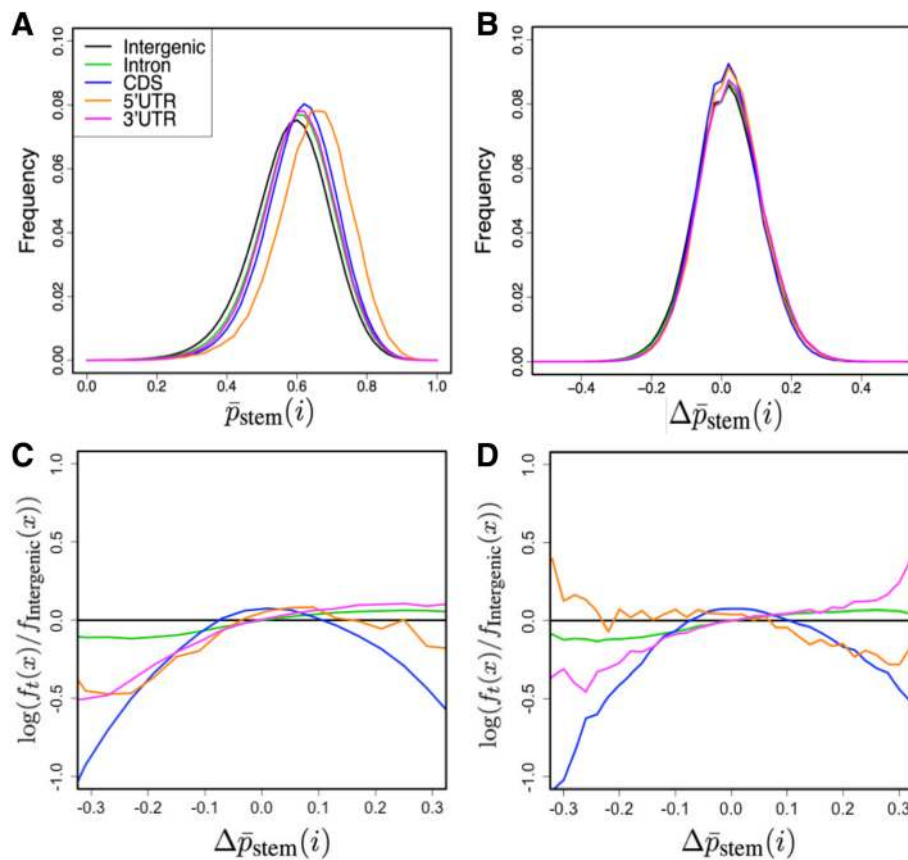 A
Frequency
0.00 0.02 0.04 0.06 0.08 0.10
Intergenic
Intron
CDS
5'UTR
3'UTR
0.0 0.2 0.4 0.6 0.8 1.0
p̄stem(i)
B
Frequency
0.00 0.02 0.04 0.06 0.08 0.10
-0.4 -0.2 0.0 0.2 0.4
Δp̄stem(i)
C
log(ft(x)/fIntergenic(x))
-1.0 -0.5 0.0 0.5 1.0
-0.3 -0.2 -0.1 0.0 0.1 0.2 0.3
Δp̄stem(i)
D
log(ft(x)/fIntergenic(x))
-1.0 -0.5 0.0 0.5 1.0
-0.3 -0.2 -0.1 0.0 0.1 0.2 0.3
Δp̄stem(i)